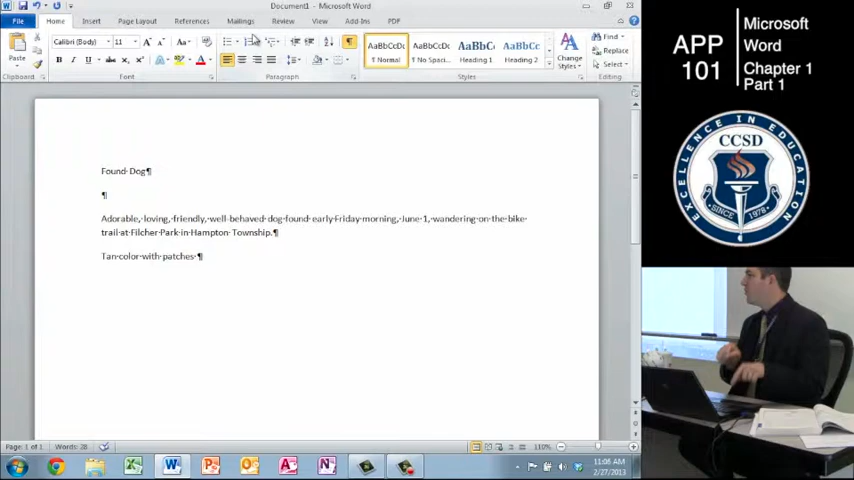 Document1 - Microsoft Word
File
Home
Insert
Page Layout
References
Mailings
Review
View
Add-Ins
PDF
Paste
Clipboard
Calibri (Body)
11
Font
Paragraph
AaBbCcDc
¶ Normal
AaBbCcDc
¶ No Spaci...
AaBbC
Heading 1
AaBbCc
Heading 2
Change
Styles
Styles
Find
Replace
Select
Editing
Found·Dog¶
¶
Adorable,·loving,·friendly,·well-behaved·dog·found·early·Friday·morning,·June·1,·wandering·on·the·bike·
trail·at·Filcher·Park·in·Hampton·Township.¶
Tan·color·with·patches·¶
Page: 1 of 1
Words: 28
110%
11:06 AM
2/27/2013
APP
101
Microsoft
Word
Chapter 1
Part 1
EXCELLENCE IN EDUCATION
CCSD
SINCE 1978